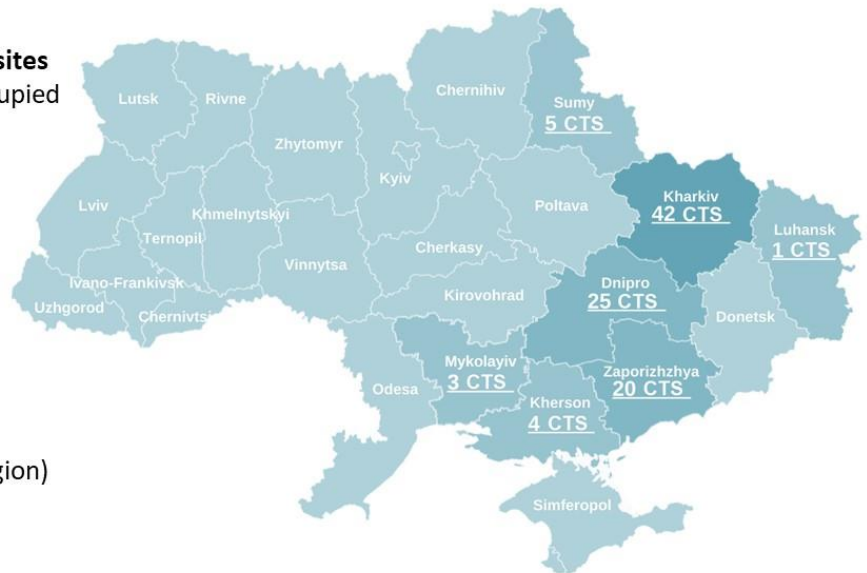 sites
upied
Lutsk
Rivne
Zhytomyr
Chernihiv
Sumy
5 CTS
Kyiv
Lviv
Ternopil
Khmelnytskyi
Poltava
Kharkiv
42 CTS
Luhansk
1 CTS
Cherkasy
Vinnytsa
Ivano-Frankivsk
Uzhgorod
Chernivtsi
Kirovohrad
Dnipro
25 CTS
Donetsk
Mykolayiv
3 CTS
Zaporizhzhya
20 CTS
Odesa
Kherson
4 CTS
gion)
Simferopol